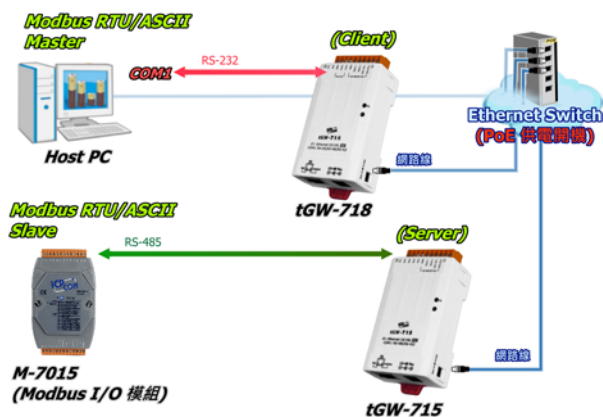 Modbus RTU/ASCII
Master
COM1
RS-232
(Client)
Host PC
tGW-718
Ethernet Switch
(PoE 供電開機)
網路線
Modbus RTU/ASCII
Slave
RS-485
(Server)
M-7015
(Modbus I/O 模組)
tGW-715
網路線